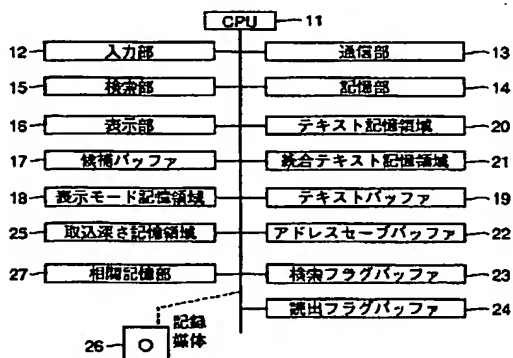 CPU 11
12 入力部 通信部 13
15 検索部 記憶部 14
16 表示部 テキスト記憶領域 20
17 候補バッファ 統合テキスト記憶領域 21
18 表示モード記憶領域 テキストバッファ 19
25 取込深さ記憶領域 アドレスセーブバッファ 22
27 相関記憶部 検索フラグバッファ 23
読出フラグバッファ 24
記録
26 媒体